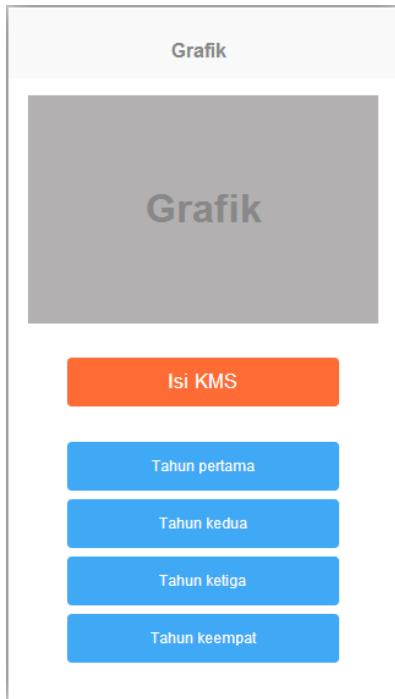 Grafik
Grafik
Isi KMS
Tahun pertama
Tahun kedua
Tahun ketiga
Tahun keempat